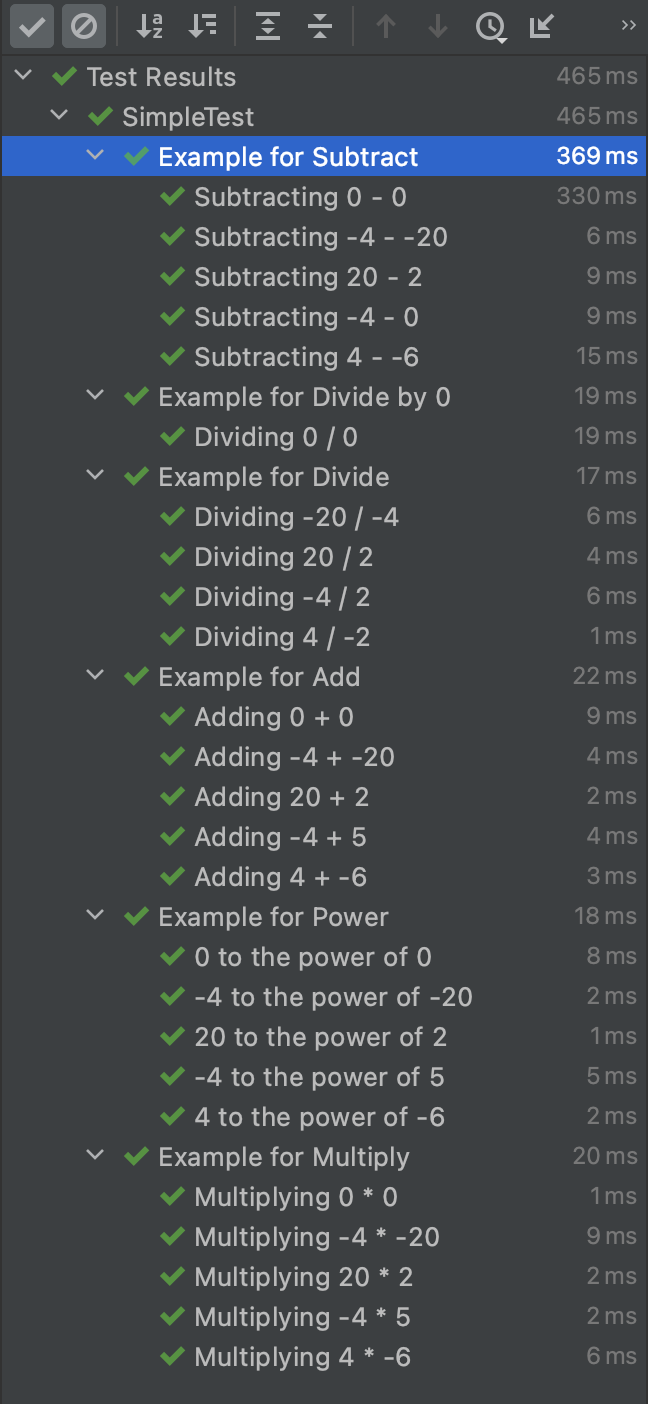 Test Results 465 ms
SimpleTest 465 ms
Example for Subtract 369 ms
Subtracting 0 - 0 330 ms
Subtracting -4 - -20 6 ms
Subtracting 20 - 2 9 ms
Subtracting -4 - 0 9 ms
Subtracting 4 - -6 15 ms
Example for Divide by 0 19 ms
Dividing 0 / 0 19 ms
Example for Divide 17 ms
Dividing -20 / -4 6 ms
Dividing 20 / 2 4 ms
Dividing -4 / 2 6 ms
Dividing 4 / -2 1 ms
Example for Add 22 ms
Adding 0 + 0 9 ms
Adding -4 + -20 4 ms
Adding 20 + 2 2 ms
Adding -4 + 5 4 ms
Adding 4 + -6 3 ms
Example for Power 18 ms
0 to the power of 0 8 ms
-4 to the power of -20 2 ms
20 to the power of 2 1 ms
-4 to the power of 5 5 ms
4 to the power of -6 2 ms
Example for Multiply 20 ms
Multiplying 0 * 0 1 ms
Multiplying -4 * -20 9 ms
Multiplying 20 * 2 2 ms
Multiplying -4 * 5 2 ms
Multiplying 4 * -6 6 ms